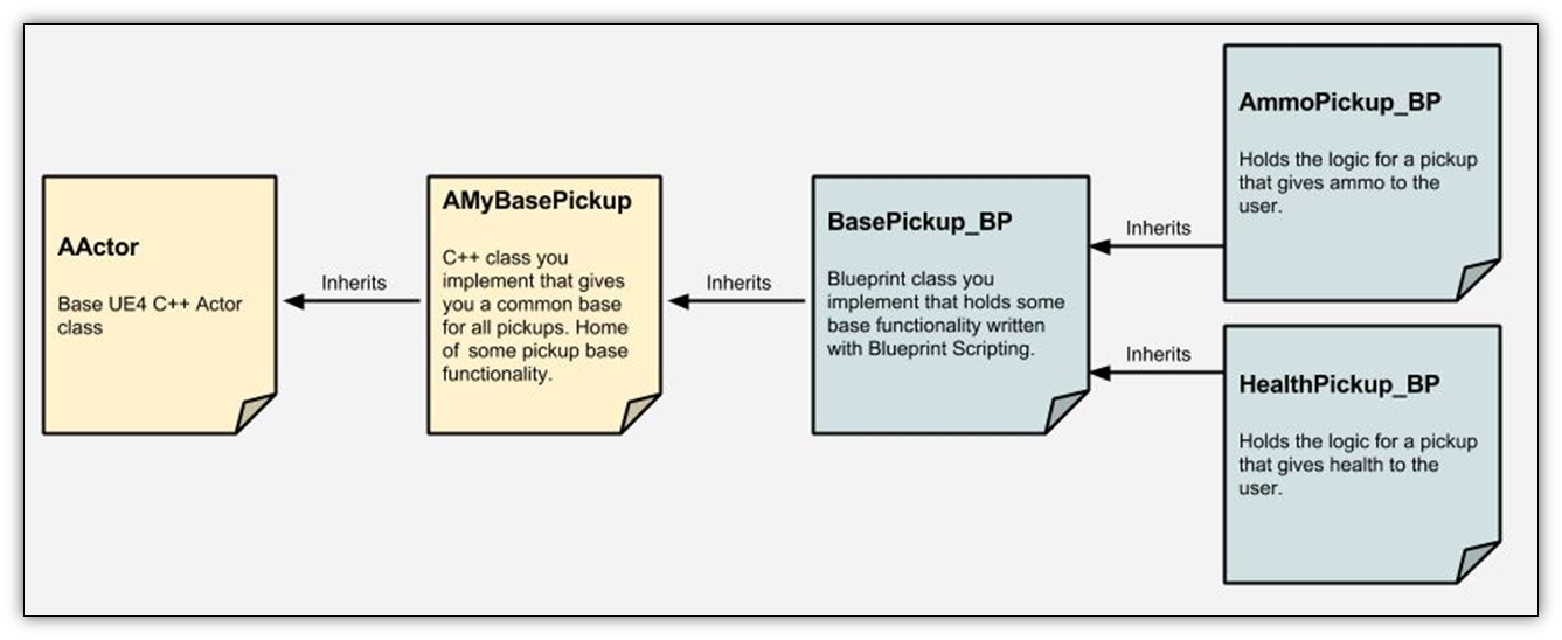 AActor
Base UE4 C++ Actor
class
Inherits
AMyBasePickup
C++ class you
implement that gives
you a common base
for all pickups. Home
of some pickup base
functionality.
Inherits
BasePickup_BP
Blueprint class you
implement that holds some
base functionality written
with Blueprint Scripting.
Inherits
AmmoPickup_BP
Holds the logic for a pickup
that gives ammo to the
user.
Inherits
HealthPickup_BP
Holds the logic for a pickup
that gives health to the
user.